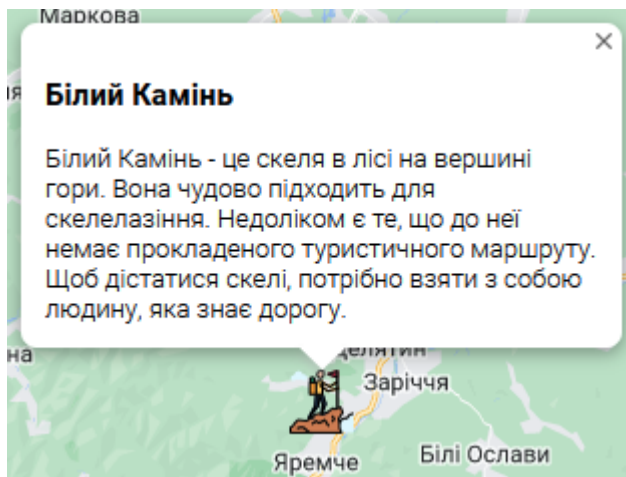 Маркова
Білий Камінь
Білий Камінь - це скеля в лісі на вершині
гори. Вона чудово підходить для
скелелазіння. Недоліком є те, що до неї
немає прокладеного туристичного маршруту.
Щоб дістатися скелі, потрібно взяти з собою
людину, яка знає дорогу.
на
Заріччя
Яремче
Білі Ослави